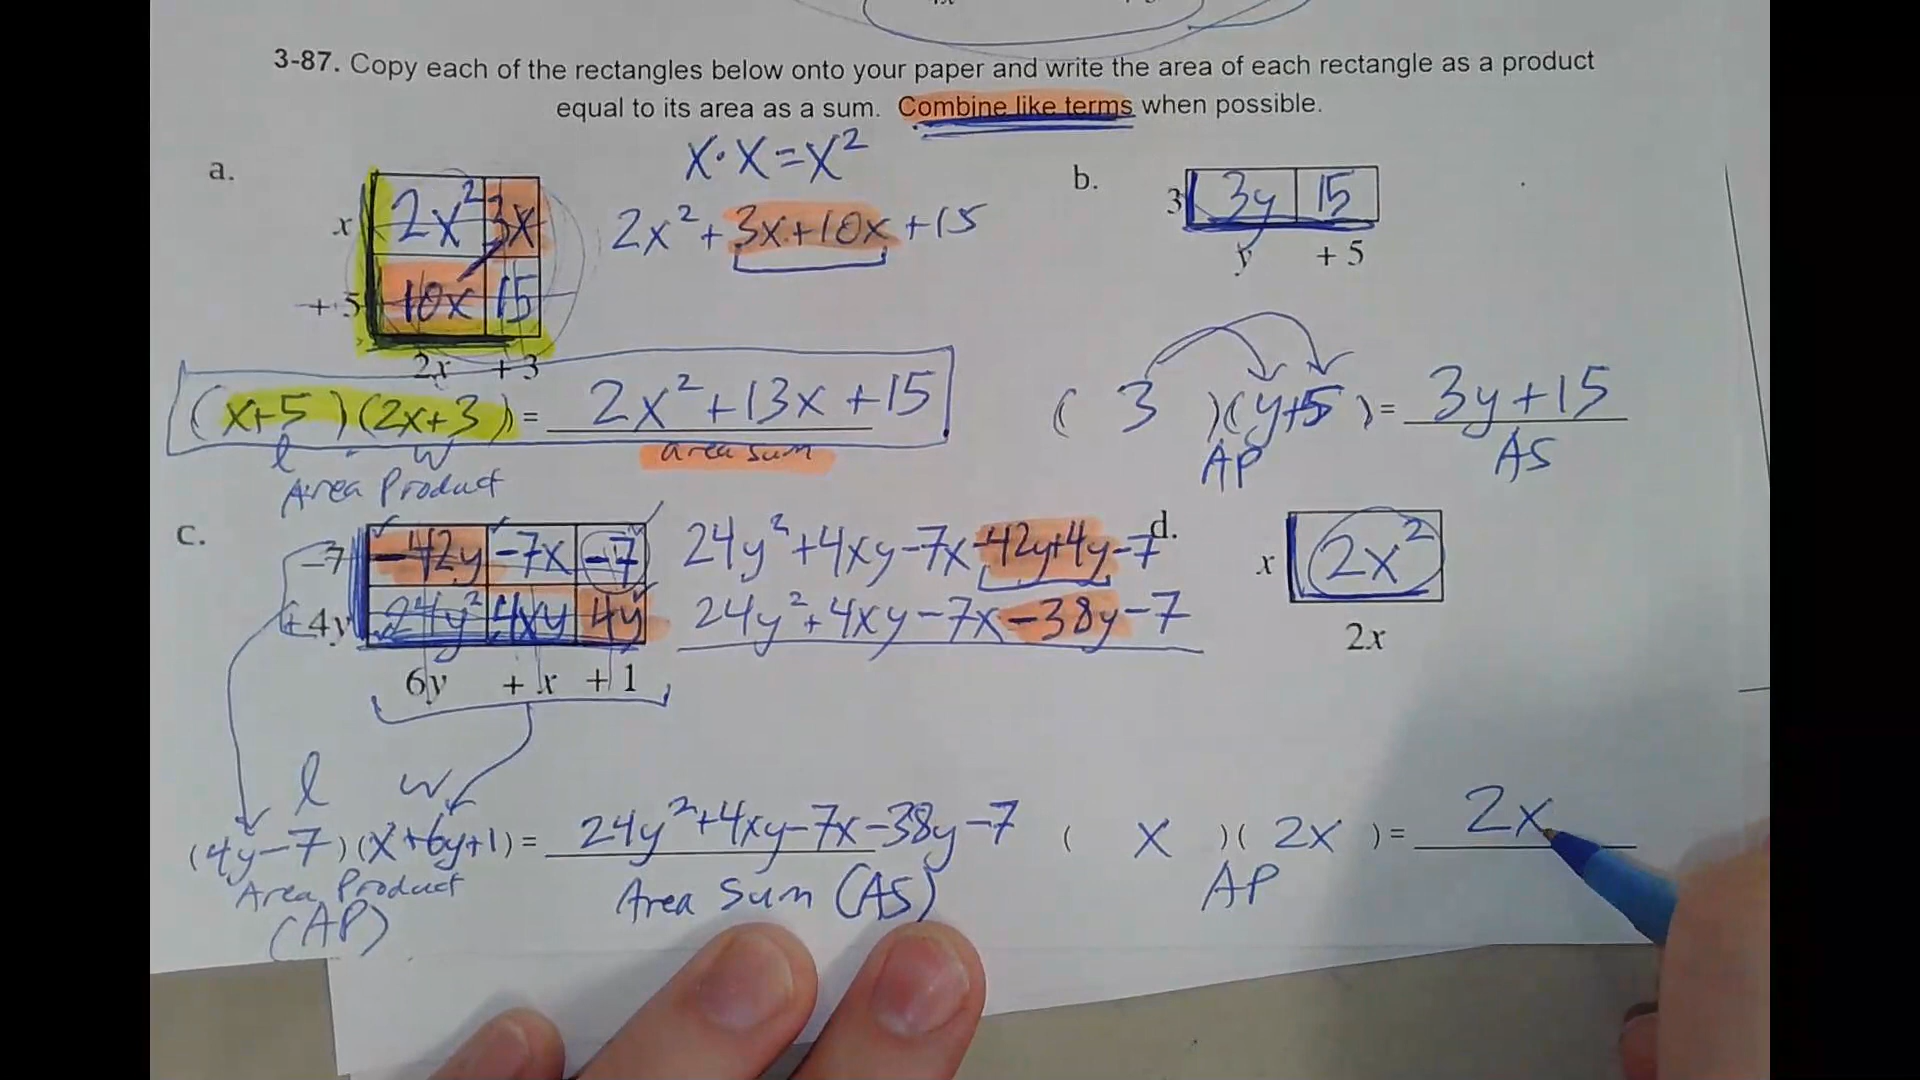 3-87. Copy each of the rectangles below onto your paper and write the area of each rectangle as a product
equal to its area as a sum. Combine like terms when possible.
x·x=x²
a.
x
2x² 3x
2x²+3x+10x+15
+5
10x 15
2x +3
(x+5)(2x+3)= 2x²+13x+15
l w area sum
Area Product
b.
3
3y 15
y +5
(3)(y+5)= 3y+15
AP AS
c.
-7
-42y -7x -7
24y²+4xy-7x-42y+4y-7
+4y
24y² 4xy 4y
24y²+4xy-7x-38y-7
6y +x +1
l w
(4y-7)(x+6y+1)= 24y²+4xy-7x-38y-7
Area Product
(AP)
Area Sum (AS)
d.
x
2x²
2x
(x)(2x)= 2x
AP